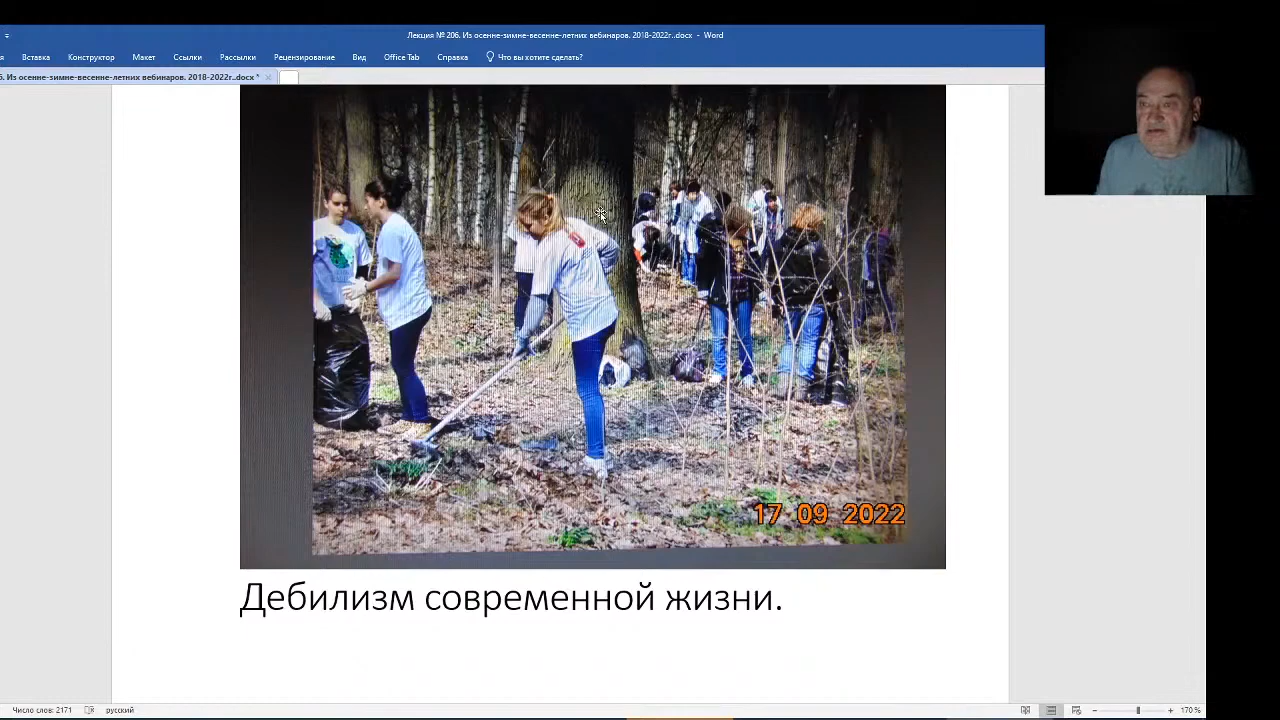 Лекция № 206. Из осенне-зимне-весенне-летних вебинаров. 2018-2022г..docx - Word
Вставка Конструктор Макет Ссылки Рассылки Рецензирование Вид Office Tab Справка Что вы хотите сделать?
6. Из осенне-зимне-весенне-летних вебинаров. 2018-2022г..docx *
17 09 2022
Дебилизм современной жизни.
Число слов: 2171 русский 170 %